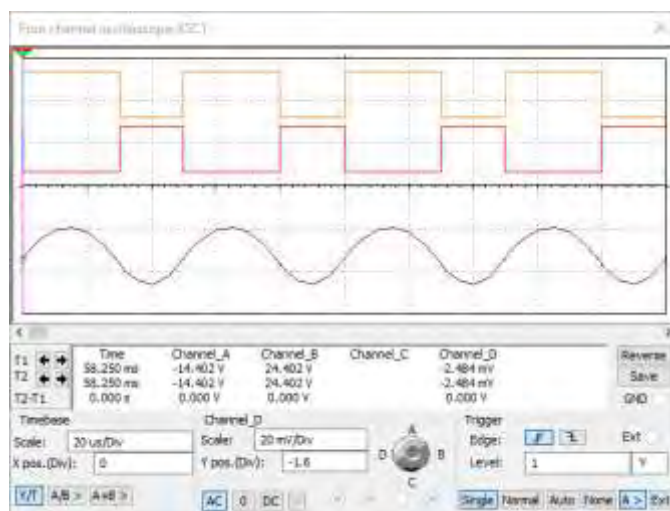 Four channel oscilloscope-XSC1
Time Channel_A Channel_B Channel_C Channel_D
T1 58.250 ms -14.402 V 24.402 V -2.484 mV
T2 58.250 ms -14.402 V 24.402 V -2.484 mV
T2-T1 0.000 s 0.000 V 0.000 V 0.000 V
Reverse
Save
GND
Timebase
Scale: 20 us/Div
X pos.(Div): 0
Channel_D
Scale: 20 mV/Div
Y pos.(Div): -1.6
A
D B
C
Trigger
Edge: Ext
Level: 1 V
Y/T A/B > A+B >
AC 0 DC -
Single Normal Auto None A > Ext